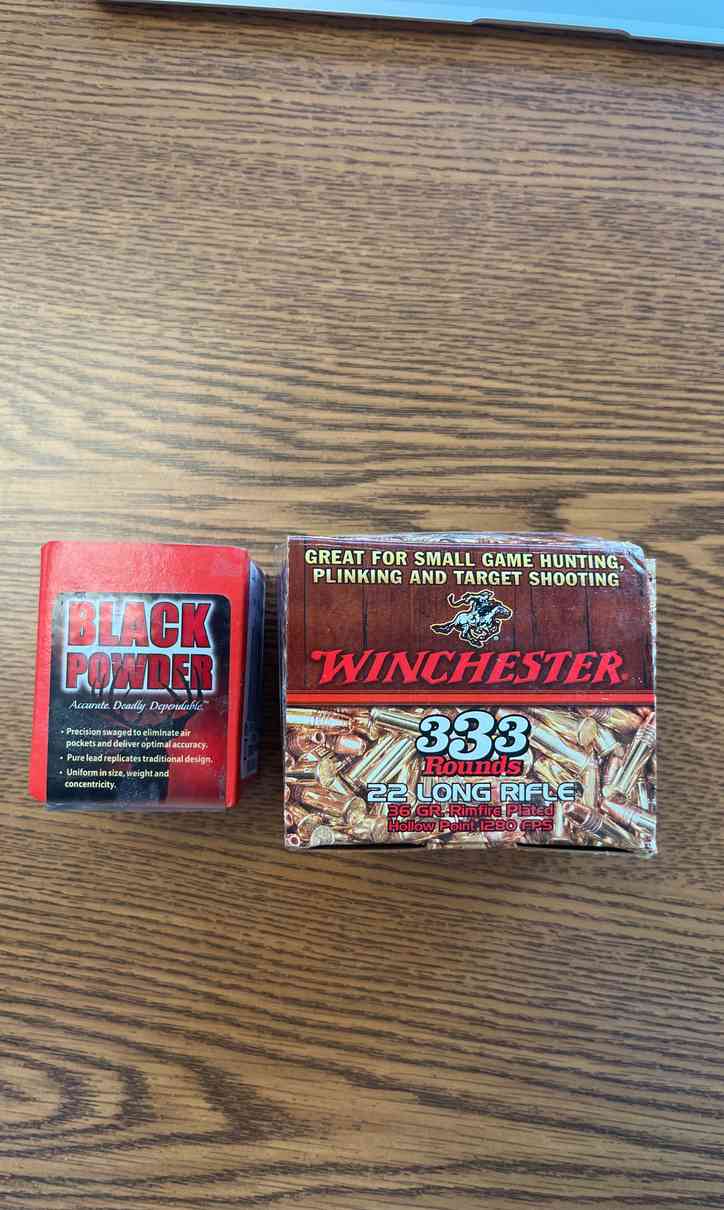 BLACK
POWDER
Accurate. Deadly. Dependable.™
• Precision swaged to eliminate air
pockets and deliver optimal accuracy.
• Pure lead replicates traditional design.
• Uniform in size, weight and
concentricity.
GREAT FOR SMALL GAME HUNTING,
PLINKING AND TARGET SHOOTING
WINCHESTER®
333
Rounds
22 LONG RIFLE
36 GR. Rimfire Plated
Hollow Point 1280 FPS